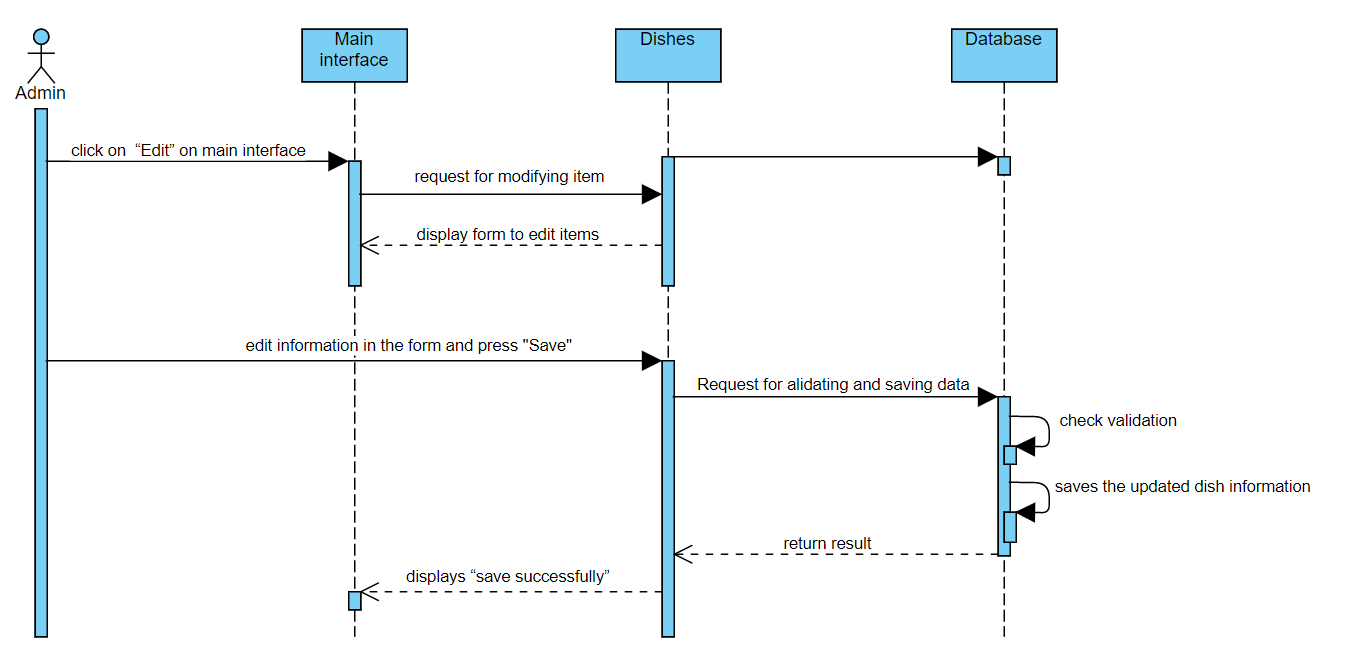 Admin
Main
interface
Dishes
Database
click on  “Edit” on main interface
request for modifying item
display form to edit items
edit information in the form and press "Save"
Request for alidating and saving data
check validation
saves the updated dish information
return result
displays “save successfully”